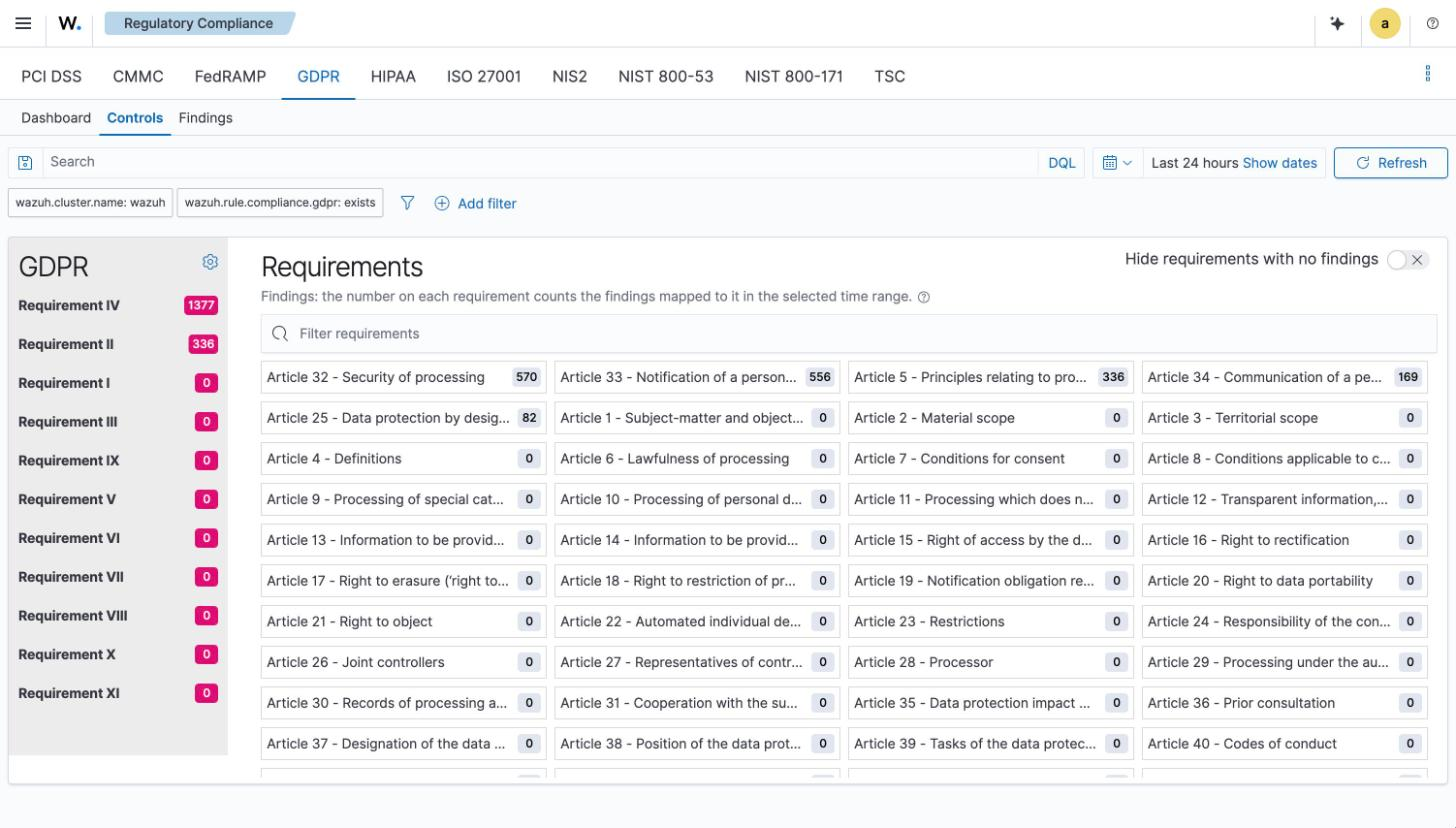 W.
Regulatory Compliance
a
PCI DSS CMMC FedRAMP GDPR HIPAA ISO 27001 NIS2 NIST 800-53 NIST 800-171 TSC
Dashboard Controls Findings
Search DQL Last 24 hours Show dates Refresh
wazuh.cluster.name: wazuh wazuh.rule.compliance.gdpr: exists Add filter
GDPR
Requirement IV 1377
Requirement II 336
Requirement I 0
Requirement III 0
Requirement IX 0
Requirement V 0
Requirement VI 0
Requirement VII 0
Requirement VIII 0
Requirement X 0
Requirement XI 0
Requirements
Hide requirements with no findings
Findings: the number on each requirement counts the findings mapped to it in the selected time range.
Filter requirements
Article 32 - Security of processing 570 Article 33 - Notification of a person... 556 Article 5 - Principles relating to pro... 336 Article 34 - Communication of a pe... 169
Article 25 - Data protection by desig... 82 Article 1 - Subject-matter and object... 0 Article 2 - Material scope 0 Article 3 - Territorial scope 0
Article 4 - Definitions 0 Article 6 - Lawfulness of processing 0 Article 7 - Conditions for consent 0 Article 8 - Conditions applicable to c... 0
Article 9 - Processing of special cat... 0 Article 10 - Processing of personal d... 0 Article 11 - Processing which does n... 0 Article 12 - Transparent information,... 0
Article 13 - Information to be provid... 0 Article 14 - Information to be provid... 0 Article 15 - Right of access by the d... 0 Article 16 - Right to rectification 0
Article 17 - Right to erasure (‘right to... 0 Article 18 - Right to restriction of pr... 0 Article 19 - Notification obligation re... 0 Article 20 - Right to data portability 0
Article 21 - Right to object 0 Article 22 - Automated individual de... 0 Article 23 - Restrictions 0 Article 24 - Responsibility of the con... 0
Article 26 - Joint controllers 0 Article 27 - Representatives of contr... 0 Article 28 - Processor 0 Article 29 - Processing under the au... 0
Article 30 - Records of processing a... 0 Article 31 - Cooperation with the su... 0 Article 35 - Data protection impact ... 0 Article 36 - Prior consultation 0
Article 37 - Designation of the data ... 0 Article 38 - Position of the data prot... 0 Article 39 - Tasks of the data protec... 0 Article 40 - Codes of conduct 0